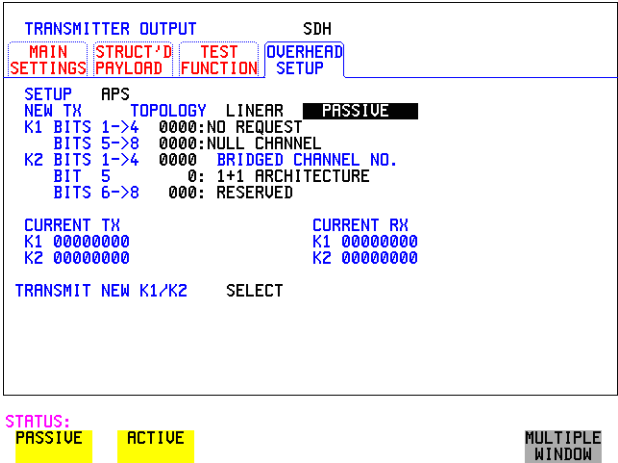 TRANSMITTER OUTPUT SDH
MAIN SETTINGS STRUCT'D PAYLOAD TEST FUNCTION OVERHEAD SETUP
SETUP APS
NEW TX TOPOLOGY LINEAR PASSIVE
K1 BITS 1->4 0000:NO REQUEST
BITS 5->8 0000:NULL CHANNEL
K2 BITS 1->4 0000 BRIDGED CHANNEL NO.
BIT 5 0: 1+1 ARCHITECTURE
BITS 6->8 000: RESERVED
CURRENT TX CURRENT RX
K1 00000000 K1 00000000
K2 00000000 K2 00000000
TRANSMIT NEW K1/K2 SELECT
STATUS:
PASSIVE ACTIVE MULTIPLE WINDOW